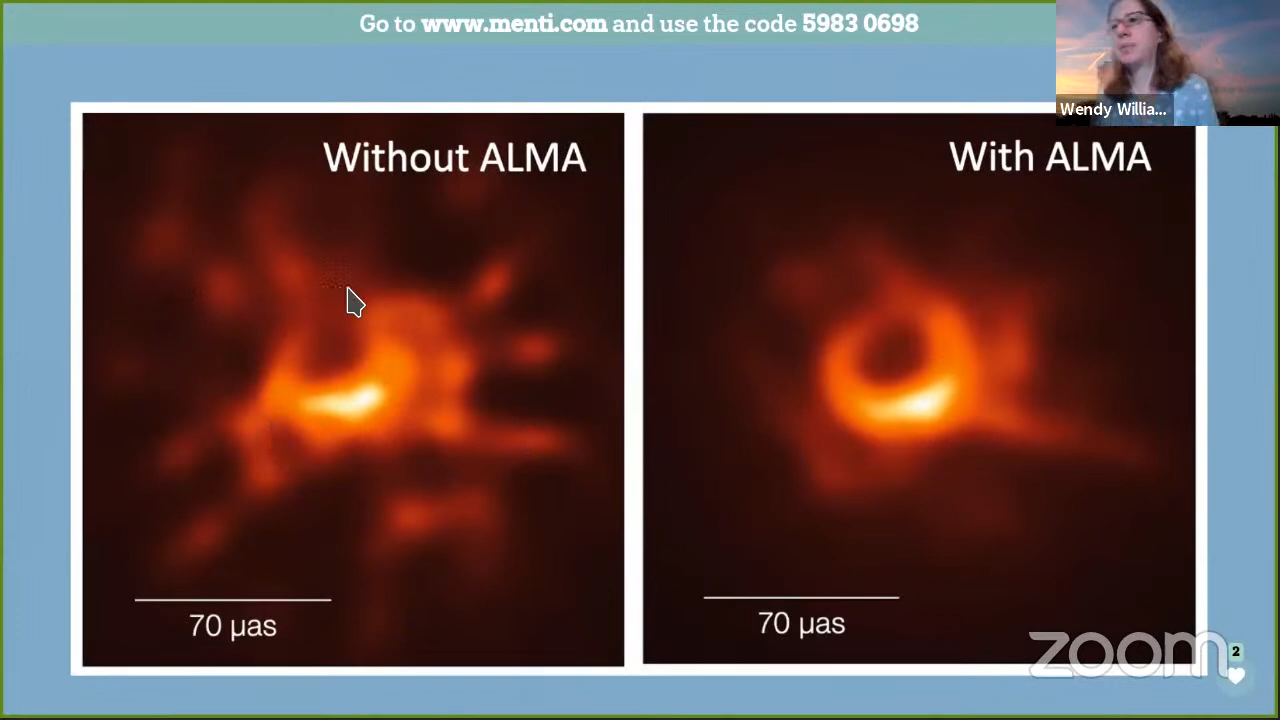 Go to www.menti.com and use the code 5983 0698
Wendy Willia...
Without ALMA
With ALMA
70 µas
70 µas
zoom
2